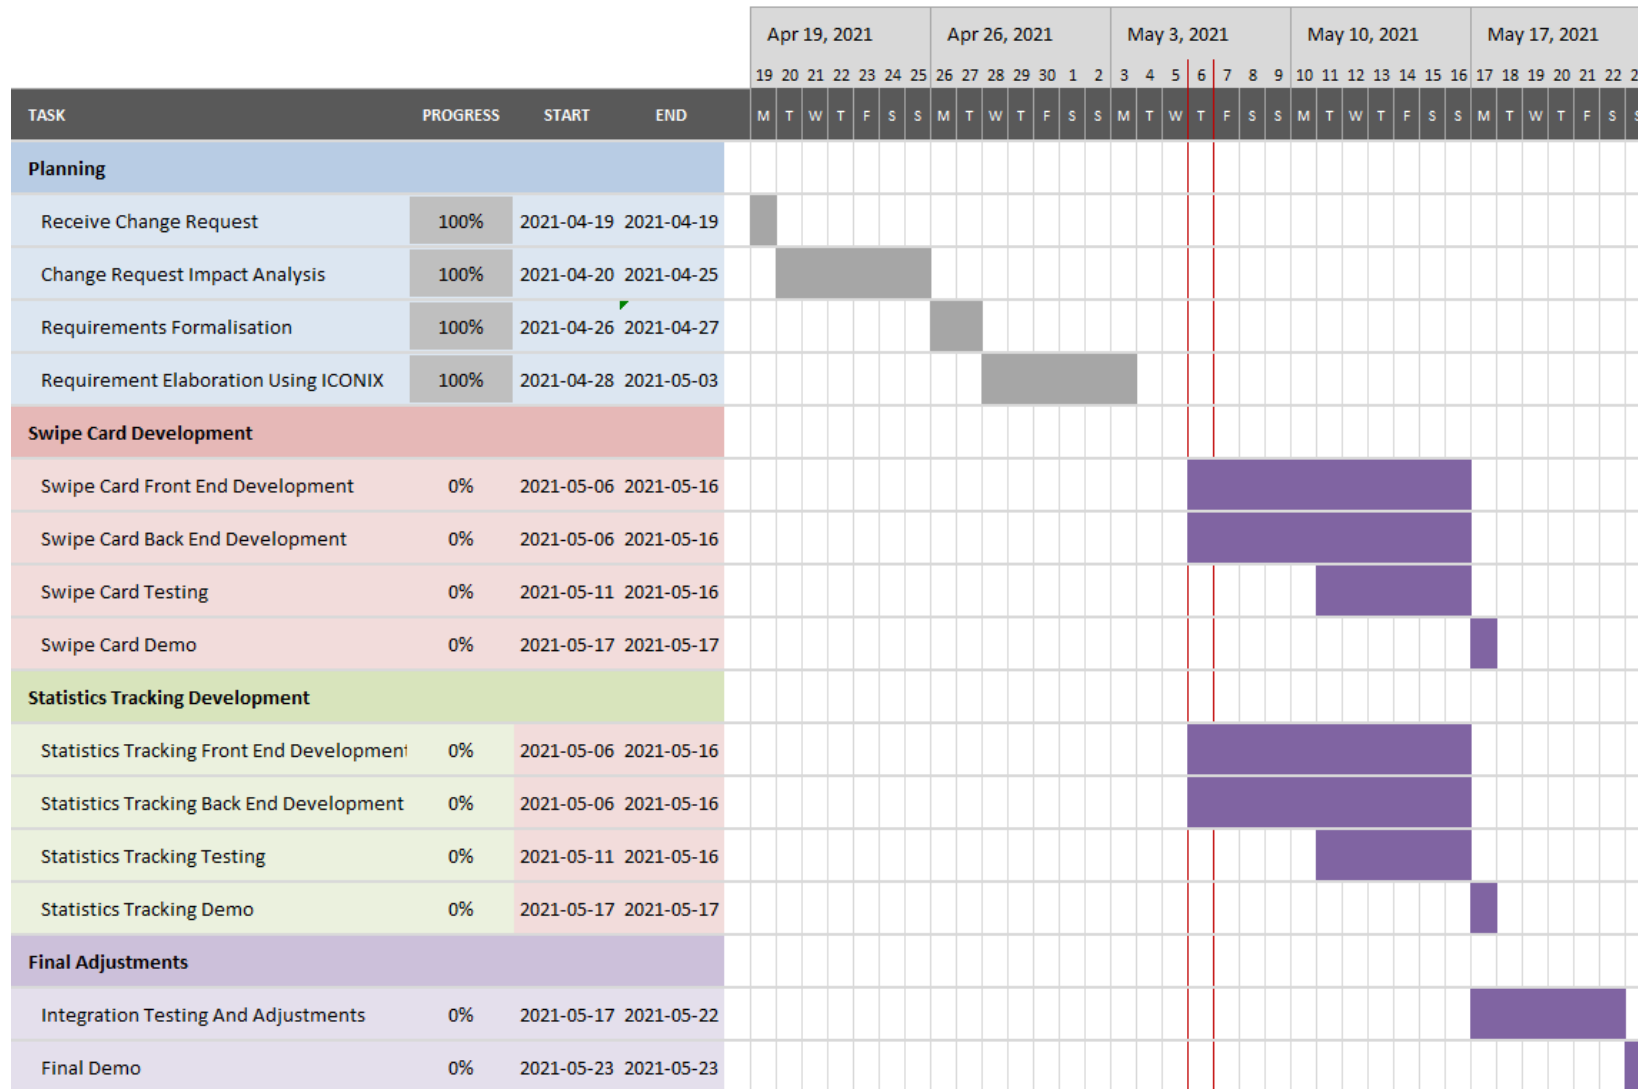 Apr 19, 2021 Apr 26, 2021 May 3, 2021 May 10, 2021 May 17, 2021
19 20 21 22 23 24 25 26 27 28 29 30 1 2 3 4 5 6 7 8 9 10 11 12 13 14 15 16 17 18 19 20 21 22
TASK PROGRESS START END M T W T F S S M T W T F S S M T W T F S S M T W T F S S M T W T F S
Planning
Receive Change Request 100% 2021-04-19 2021-04-19
Change Request Impact Analysis 100% 2021-04-20 2021-04-25
Requirements Formalisation 100% 2021-04-26 2021-04-27
Requirement Elaboration Using ICONIX 100% 2021-04-28 2021-05-03
Swipe Card Development
Swipe Card Front End Development 0% 2021-05-06 2021-05-16
Swipe Card Back End Development 0% 2021-05-06 2021-05-16
Swipe Card Testing 0% 2021-05-11 2021-05-16
Swipe Card Demo 0% 2021-05-17 2021-05-17
Statistics Tracking Development
Statistics Tracking Front End Development 0% 2021-05-06 2021-05-16
Statistics Tracking Back End Development 0% 2021-05-06 2021-05-16
Statistics Tracking Testing 0% 2021-05-11 2021-05-16
Statistics Tracking Demo 0% 2021-05-17 2021-05-17
Final Adjustments
Integration Testing And Adjustments 0% 2021-05-17 2021-05-22
Final Demo 0% 2021-05-23 2021-05-23